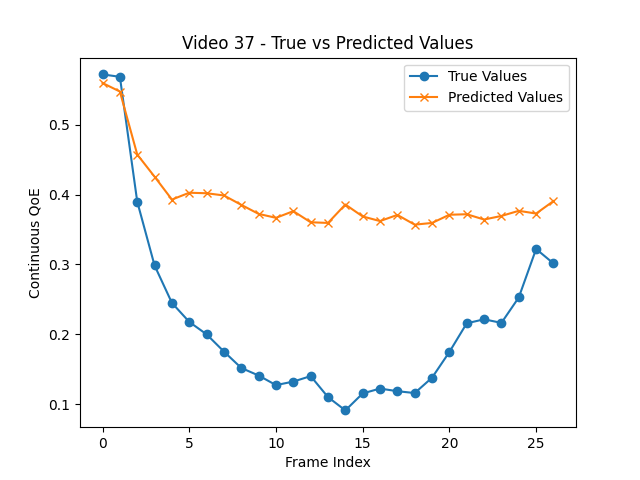 Video 37 - True vs Predicted Values
True Values
Predicted Values
Continuous QoE
0.5
0.4
0.3
0.2
0.1
0 5 10 15 20 25
Frame Index